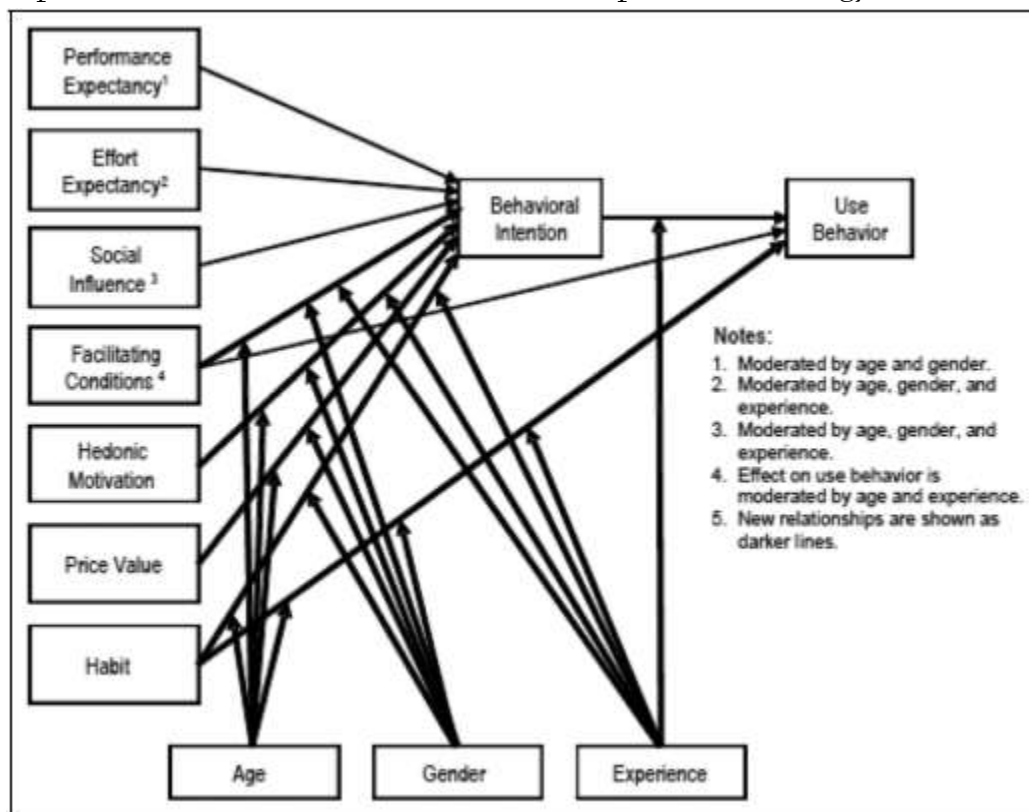 Performance
Expectancy¹
Effort
Expectancy²
Social
Influence ³
Facilitating
Conditions ⁴
Hedonic
Motivation
Price Value
Habit
Behavioral
Intention
Use
Behavior
Notes:
1. Moderated by age and gender.
2. Moderated by age, gender, and
experience.
3. Moderated by age, gender, and
experience.
4. Effect on use behavior is
moderated by age and experience.
5. New relationships are shown as
darker lines.
Age
Gender
Experience